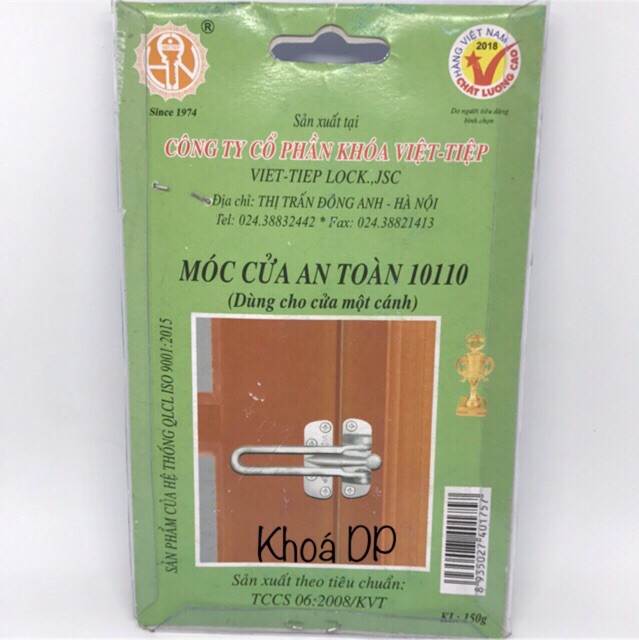 ®
Since 1974
HÀNG VIỆT NAM
2018
CHẤT LƯỢNG CAO
Do người tiêu dùng
bình chọn
Sản xuất tại
CÔNG TY CỔ PHẦN KHÓA VIỆT-TIỆP
VIET-TIEP LOCK.,JSC
Địa chỉ: THỊ TRẤN ĐÔNG ANH - HÀ NỘI
Tel: 024.38832442 * Fax: 024.38821413
MÓC CỬA AN TOÀN 10110
(Dùng cho cửa một cánh)
SẢN PHẨM CỦA HỆ THỐNG QLCL ISO 9001:2015
Khoá DP
8 935027 401757
Sản xuất theo tiêu chuẩn:
TCCS 06:2008/KVT
KL: 150g